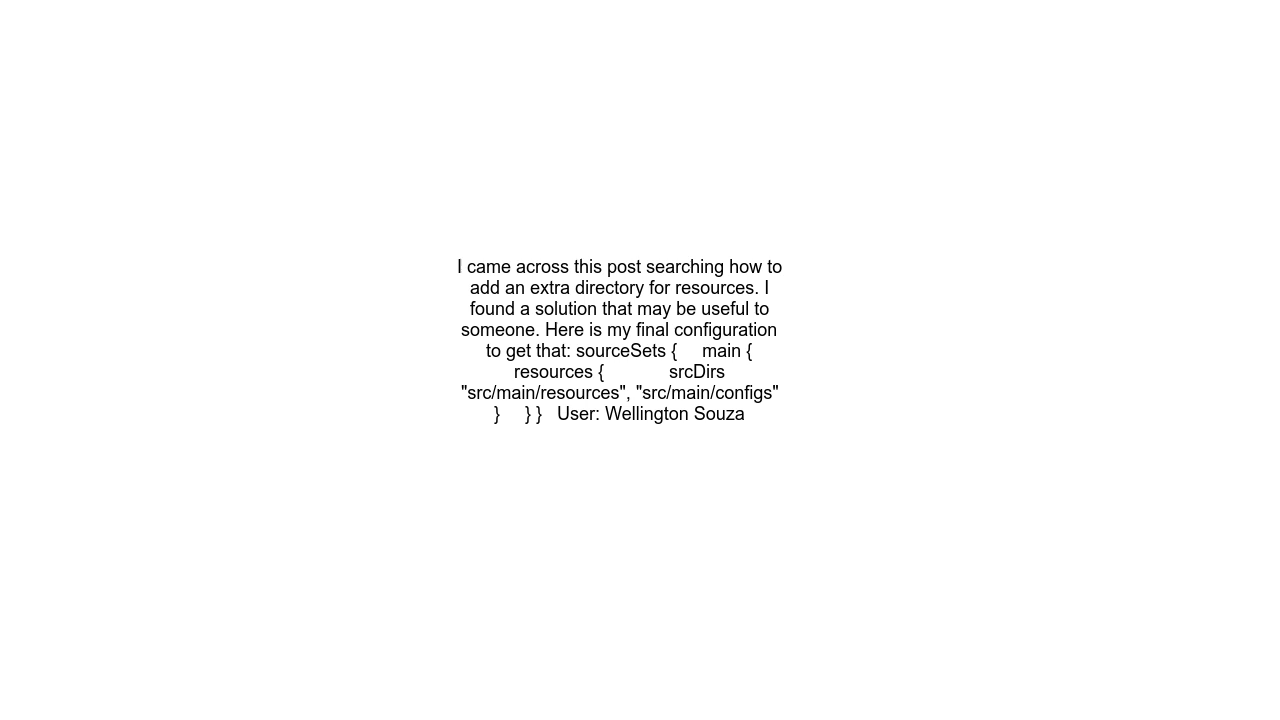 I came across this post searching how to
add an extra directory for resources. I
found a solution that may be useful to
someone. Here is my final configuration
to get that: sourceSets {     main {
resources {             srcDirs
"src/main/resources", "src/main/configs"
}     } }   User: Wellington Souza